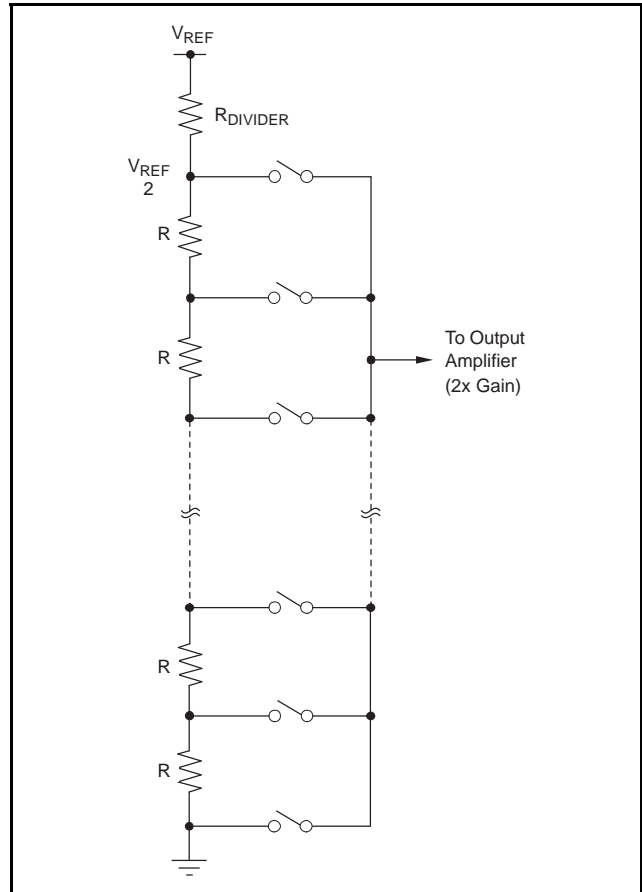 VREF
RDIVIDER
VREF
2
R
R
To Output
Amplifier
(2x Gain)
R
R